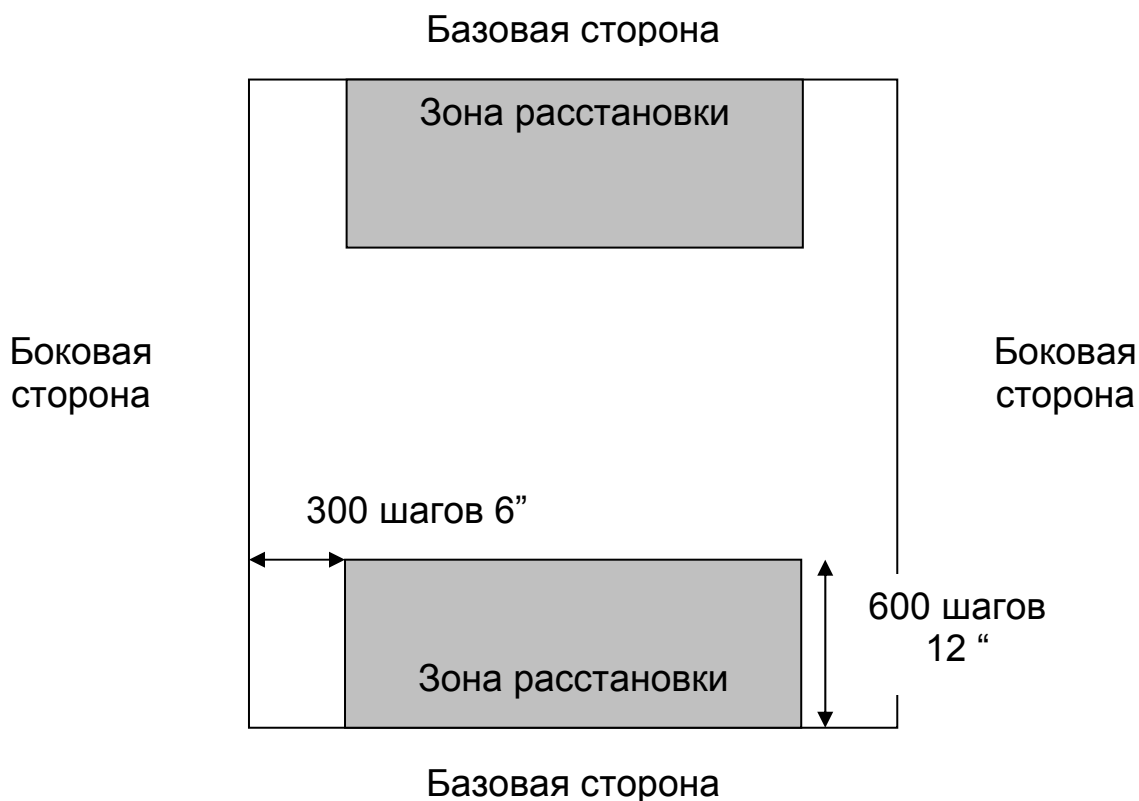 Базовая сторона
Зона расстановки
Боковая
сторона
Боковая
сторона
300 шагов 6”
600 шагов
12 “
Зона расстановки
Базовая сторона